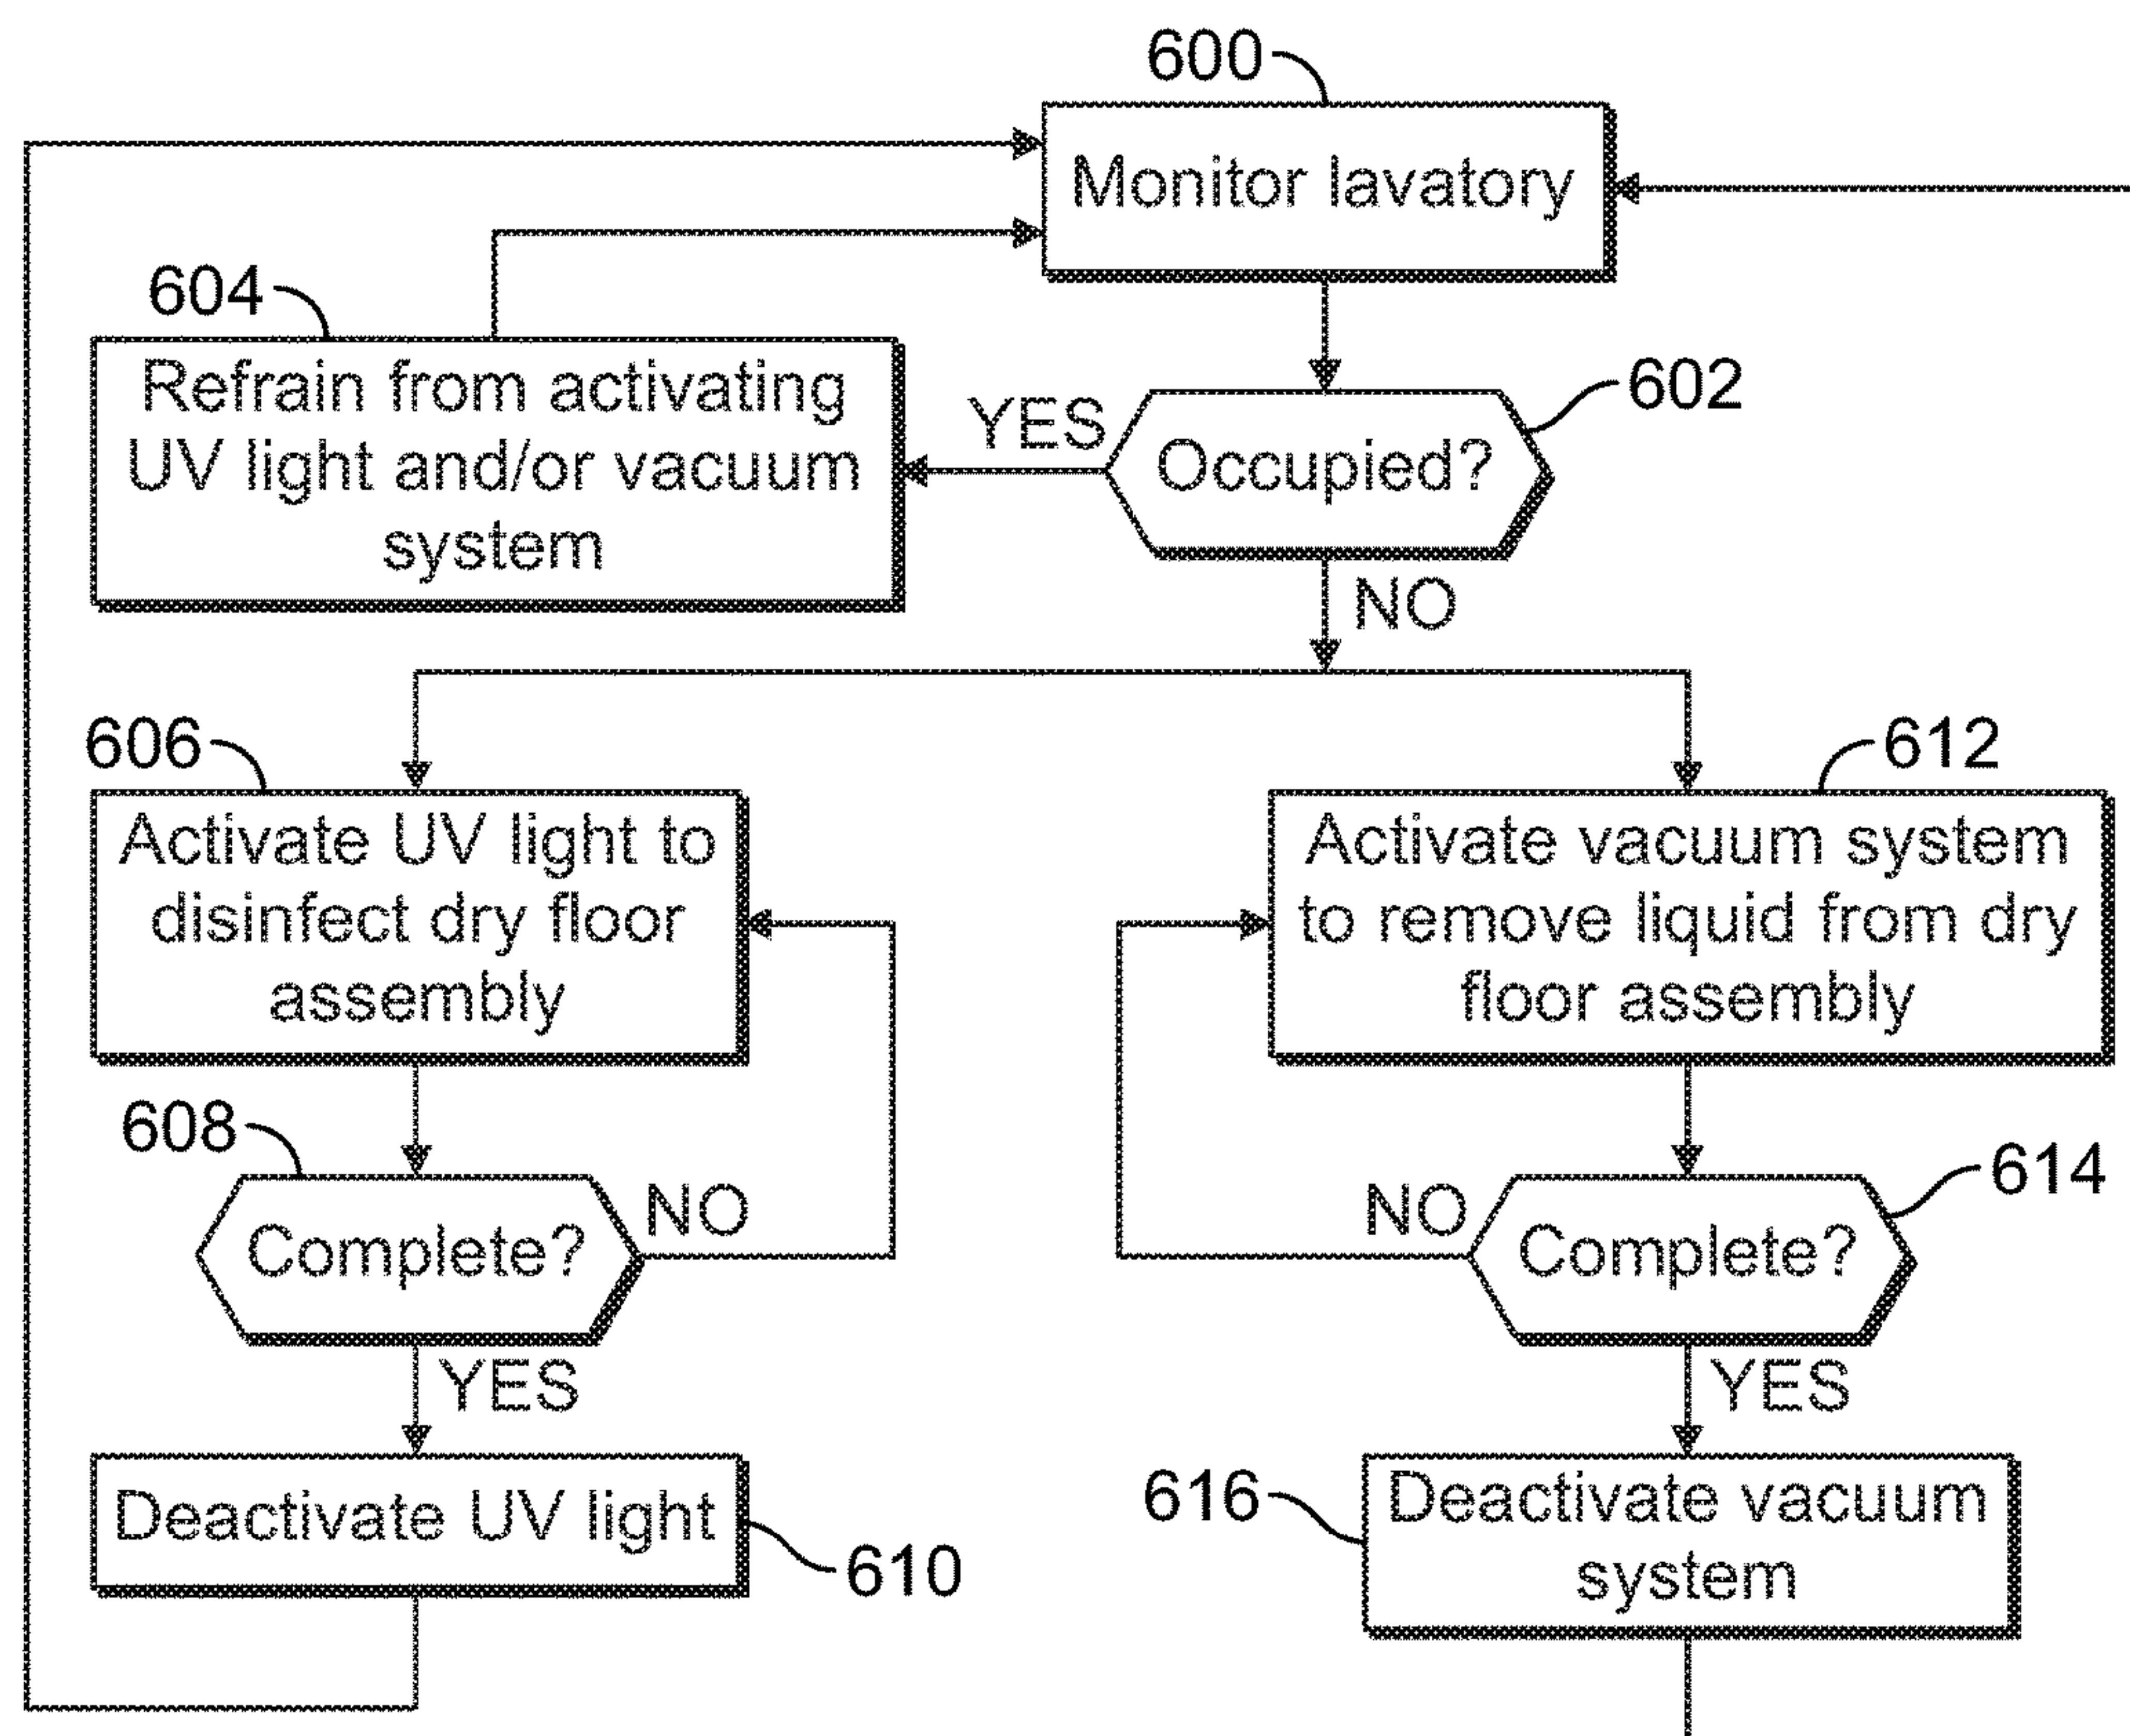 600
Monitor lavatory
604
Refrain from activating
UV light and/or vacuum
system
YES
Occupied?
602
NO
606
Activate UV light to
disinfect dry floor
assembly
612
Activate vacuum system
to remove liquid from dry
floor assembly
608
Complete?
NO
YES
614
Complete?
NO
YES
Deactivate UV light
610
616
Deactivate vacuum
system